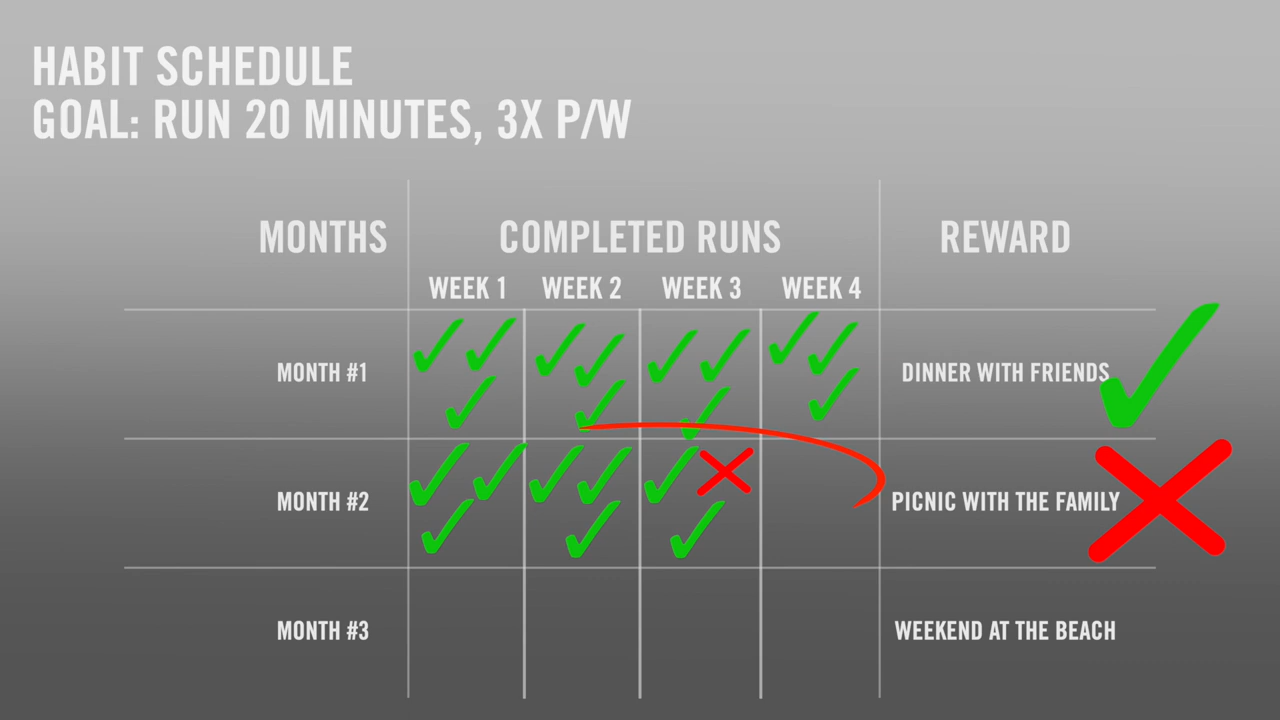 HABIT SCHEDULE
GOAL: RUN 20 MINUTES, 3X P/W
MONTHS
COMPLETED RUNS
REWARD
WEEK 1
WEEK 2
WEEK 3
WEEK 4
MONTH #1
DINNER WITH FRIENDS
MONTH #2
PICNIC WITH THE FAMILY
MONTH #3
WEEKEND AT THE BEACH